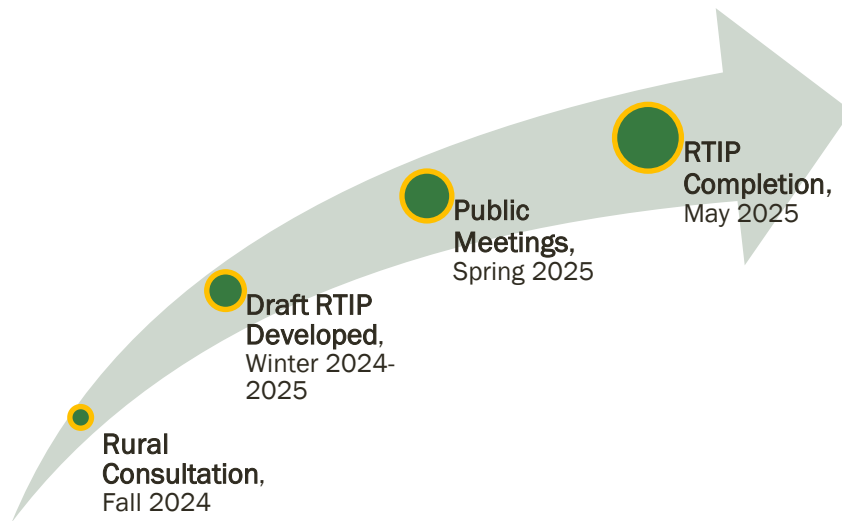 Rural
Consultation,
Fall 2024
Draft RTIP
Developed,
Winter 2024-
2025
Public
Meetings,
Spring 2025
RTIP
Completion,
May 2025